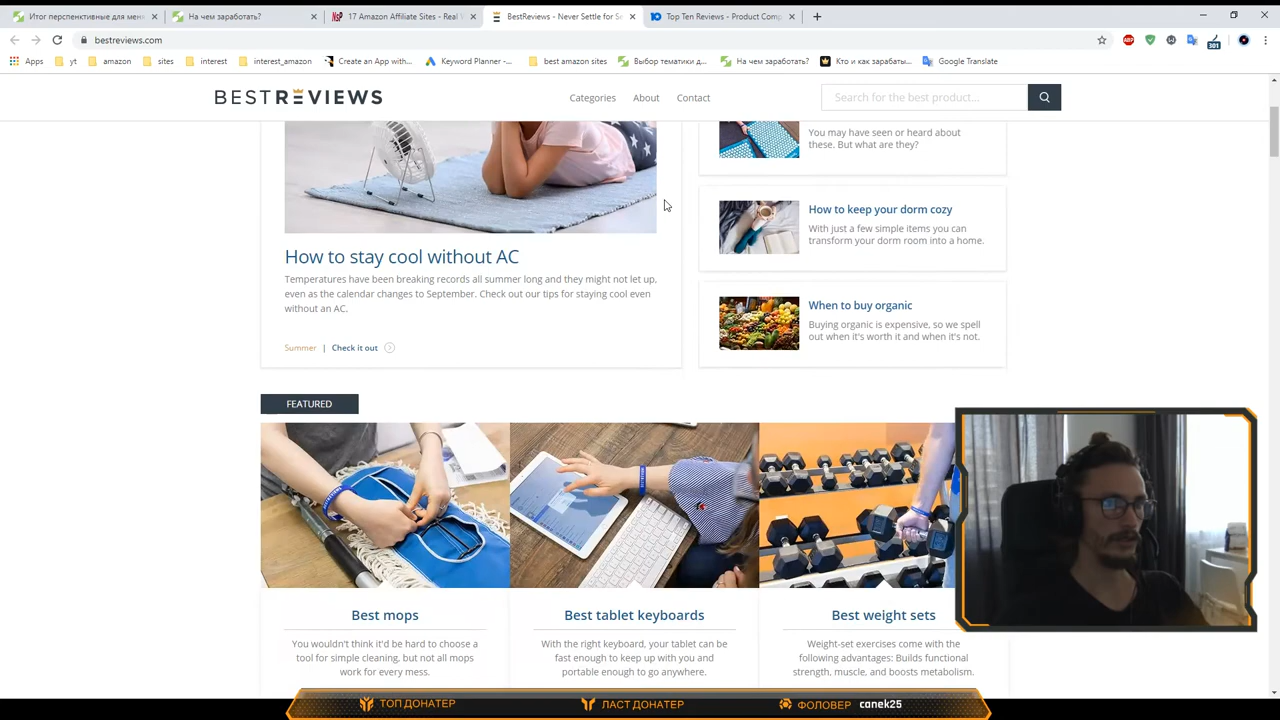 Итог перспенктивные для мен
На чем заработать?
17 Amazon Affiliate Sites - Real W
BestReviews - Never Settle for Se
Top Ten Reviews - Product Comp
bestreviews.com
Apps
yt
amazon
sites
interest
interest_amazon
Create an App with...
Keyword Planner -...
best amazon sites
Выбор тематики д...
На чем заработать?
Кто и как зарабаты...
Google Translate
301
BESTREVIEWS
Categories
About
Contact
Search for the best product...
You may have seen or heard about
these. But what are they?
How to keep your dorm cozy
With just a few simple items you can
transform your dorm room into a home.
How to stay cool without AC
Temperatures have been breaking records all summer long and they might not let up,
even as the calendar changes to September. Check out our tips for staying cool even
without an AC.
When to buy organic
Buying organic is expensive, so we spell
out when it's worth it and when it's not.
Summer | Check it out
FEATURED
Best mops
You wouldn't think it'd be hard to choose a
tool for simple cleaning, but not all mops
work for every mess.
Best tablet keyboards
With the right keyboard, your tablet can be
fast enough to keep up with you and
portable enough to go anywhere.
Best weight sets
Weight-set exercises come with the
following advantages: Builds functional
strength, muscle, and boosts metabolism.
ТОП ДОНАТЕР
ЛАСТ ДОНАТЕР
ФОЛОВЕР canek25